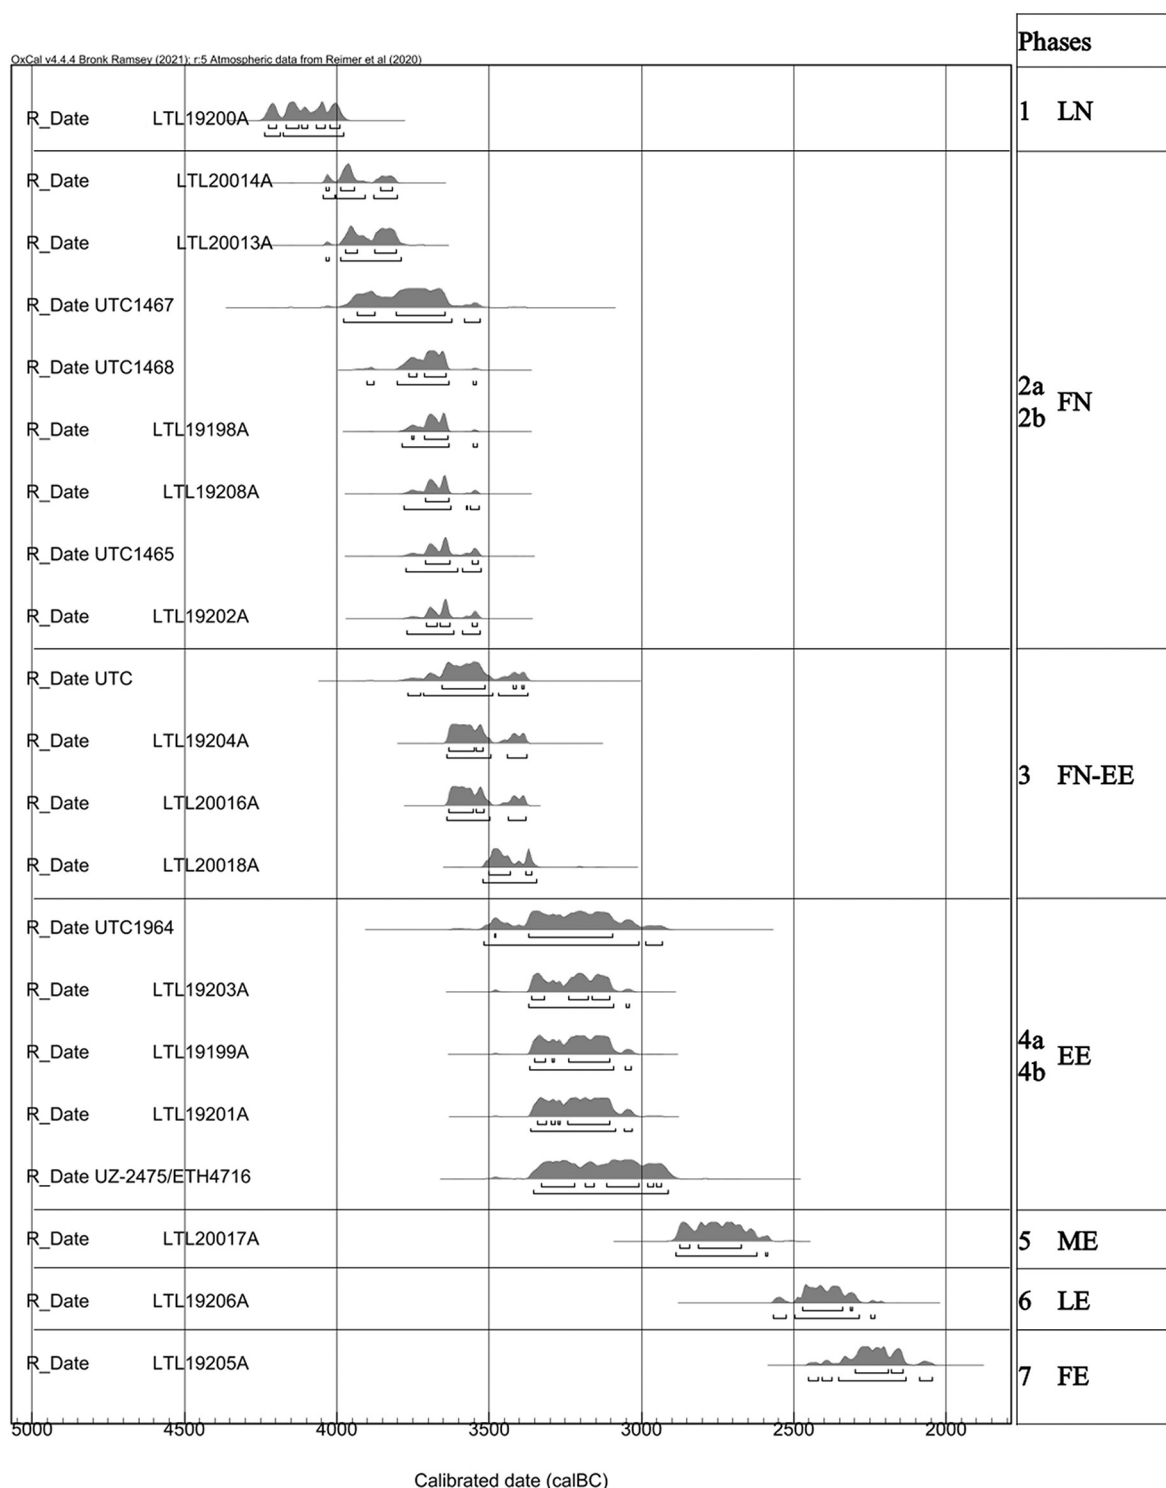 Phases
OxCal v4.4.4 Bronk Ramsey (2021); r:5 Atmospheric data from Reimer et al (2020)
R_Date LTL19200A
1 LN
R_Date LTL20014A
R_Date LTL20013A
R_Date UTC1467
R_Date UTC1468
2a
2b FN
R_Date LTL19198A
R_Date LTL19208A
R_Date UTC1465
R_Date LTL19202A
R_Date UTC
R_Date LTL19204A
3 FN-EE
R_Date LTL20016A
R_Date LTL20018A
R_Date UTC1964
R_Date LTL19203A
R_Date LTL19199A
4a
4b EE
R_Date LTL19201A
R_Date UZ-2475/ETH4716
R_Date LTL20017A
5 ME
R_Date LTL19206A
6 LE
R_Date LTL19205A
7 FE
5000 4500 4000 3500 3000 2500 2000
Calibrated date (calBC)